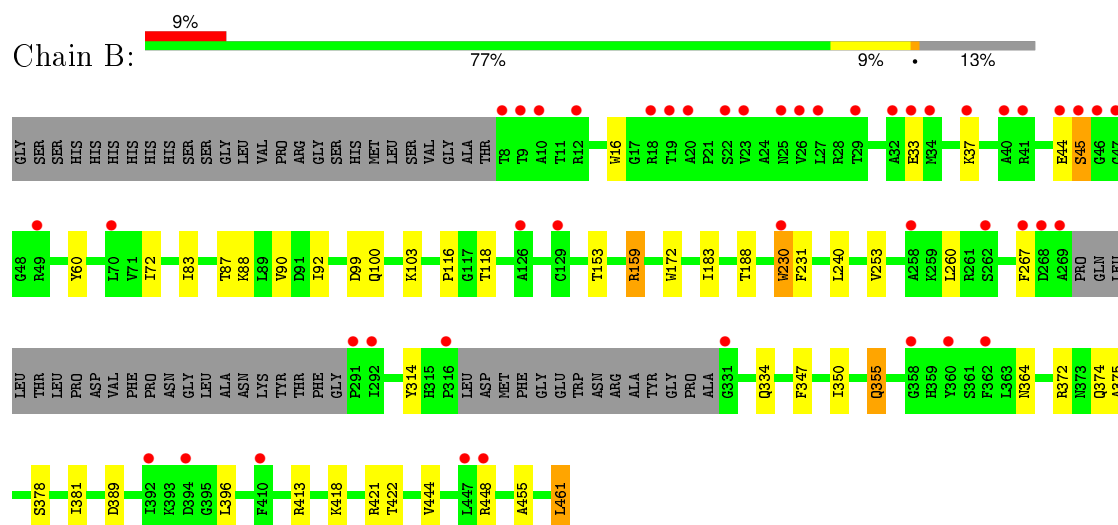 9%
Chain B:
77% 9% • 13%
GLY SER SER HIS HIS HIS HIS HIS HIS SER SER GLY LEU VAL PRO ARG GLY SER HIS MET LEU SER VAL GLY ALA THR T8 T9 A10 T11 R12 W16 G17 R18 T19 A20 P21 S22 V23 A24 N25 V26 L27 R28 T29 A32 E33 M34 K37 A40 R41 E44 S45 G46 G47
G48 R49 Y60 L70 V71 I72 I83 T87 K88 L89 V90 D91 I92 D99 Q100 K103 P116 G117 T118 A126 C129 T153 R159 W172 I183 T188 W230 F231 L240 V253 A258 K259 L260 R261 S262 F267 D268 A269 PRO GLN LEU
LEU THR LEU PRO ASP VAL PHE PRO ASN GLY LEU ALA ASN LYS TYR THR PHE GLY P291 I292 Y314 H315 P316 LEU ASP MET PHE GLY GLU TRP ASN ARG ALA TYR GLY PRO ALA G331 Q334 F347 I350 Q355 G358 H359 Y360 S361 F362 L363 N364 R372 N373 Q374 A375
S378 I381 D389 I392 K393 D394 G395 L396 F410 R413 K418 R421 T422 V444 L447 R448 A455 L461